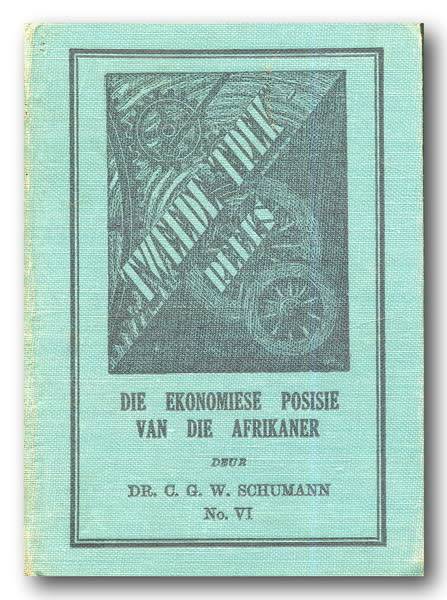 TWEEDE TREK
REEKS
DIE EKONOMIESE POSISIE
VAN DIE AFRIKANER
DEUR
DR. C. G. W. SCHUMANN
No. VI